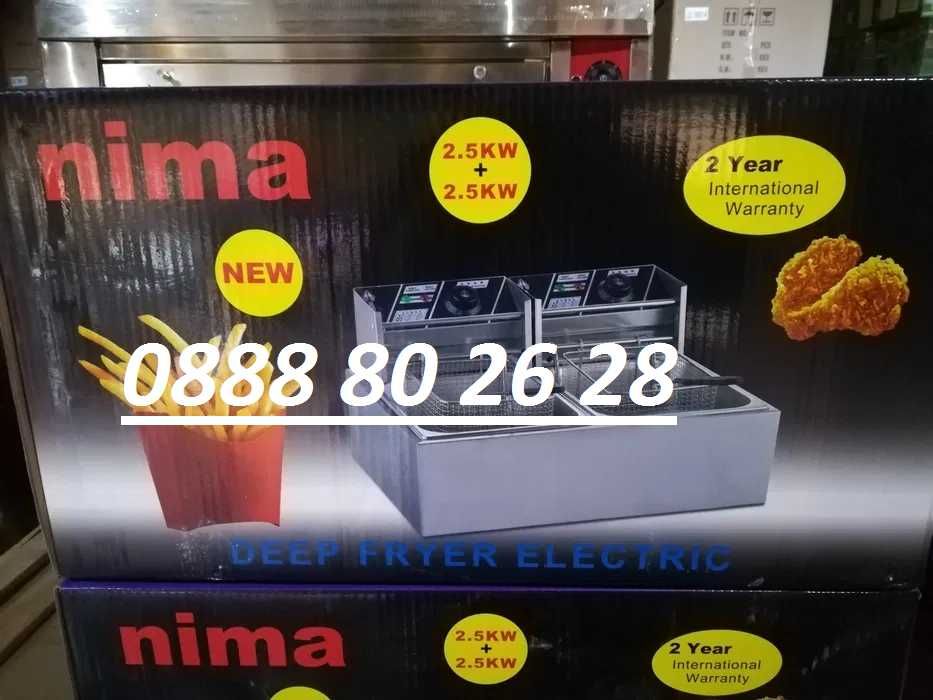 nima
2.5KW
+
2.5KW
2 Year
International
Warranty
NEW
0888 80 26 28
DEEP FRYER ELECTRIC
nima
2.5KW
+
2.5KW
2 Year
International
Warranty